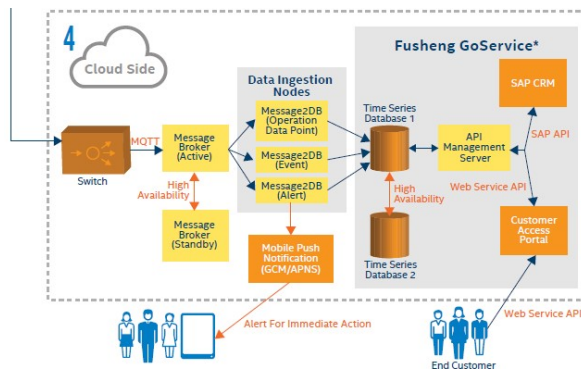 4
Cloud Side
Fusheng GoService*
Data Ingestion
Nodes
SAP CRM
Message2DB
(Operation
Data Point)
Time Series
Database 1
SAP API
MQTT
Message
Broker
(Active)
API
Management
Server
Message2DB
(Event)
Switch
High
Availability
Message2DB
(Alert)
High
Availability
Web Service API
Message
Broker
(Standby)
Customer
Access
Portal
Mobile Push
Notification
(GCM/APNS)
Time Series
Database 2
Alert For Immediate Action
Web Service API
End Customer